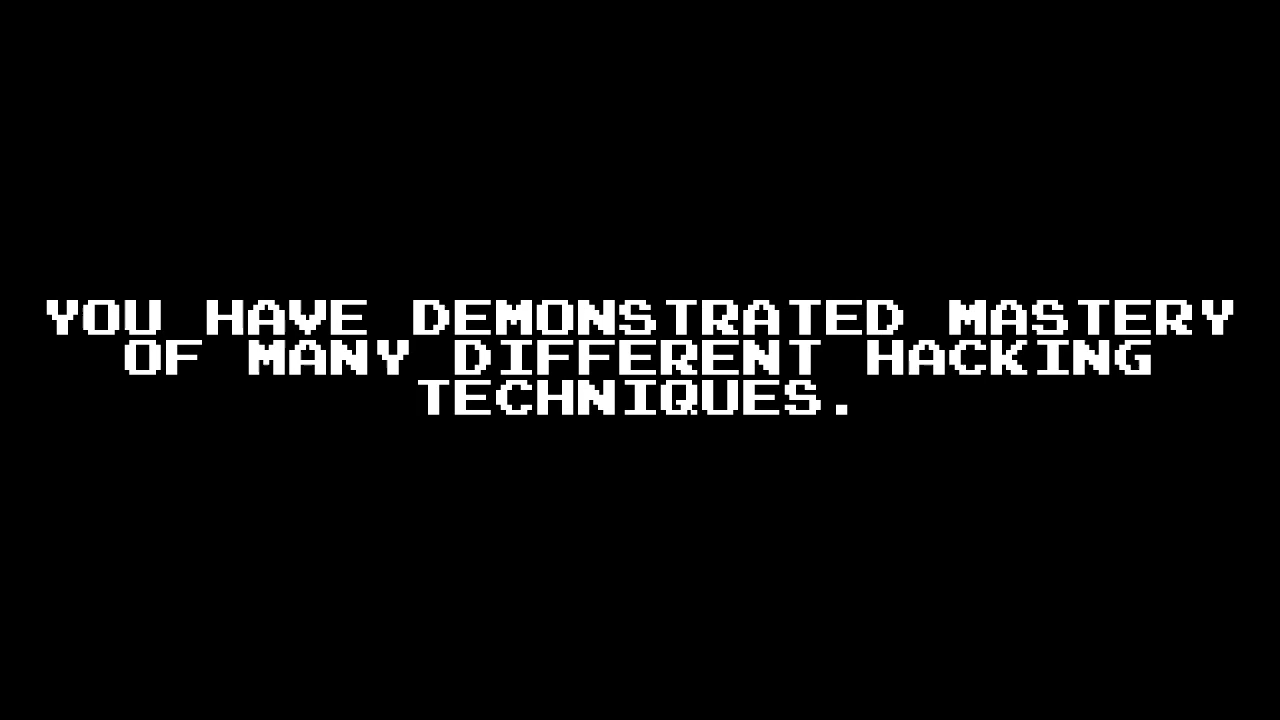 YOU HAVE DEMONSTRATED MASTERY
OF MANY DIFFERENT HACKING
TECHNIQUES.